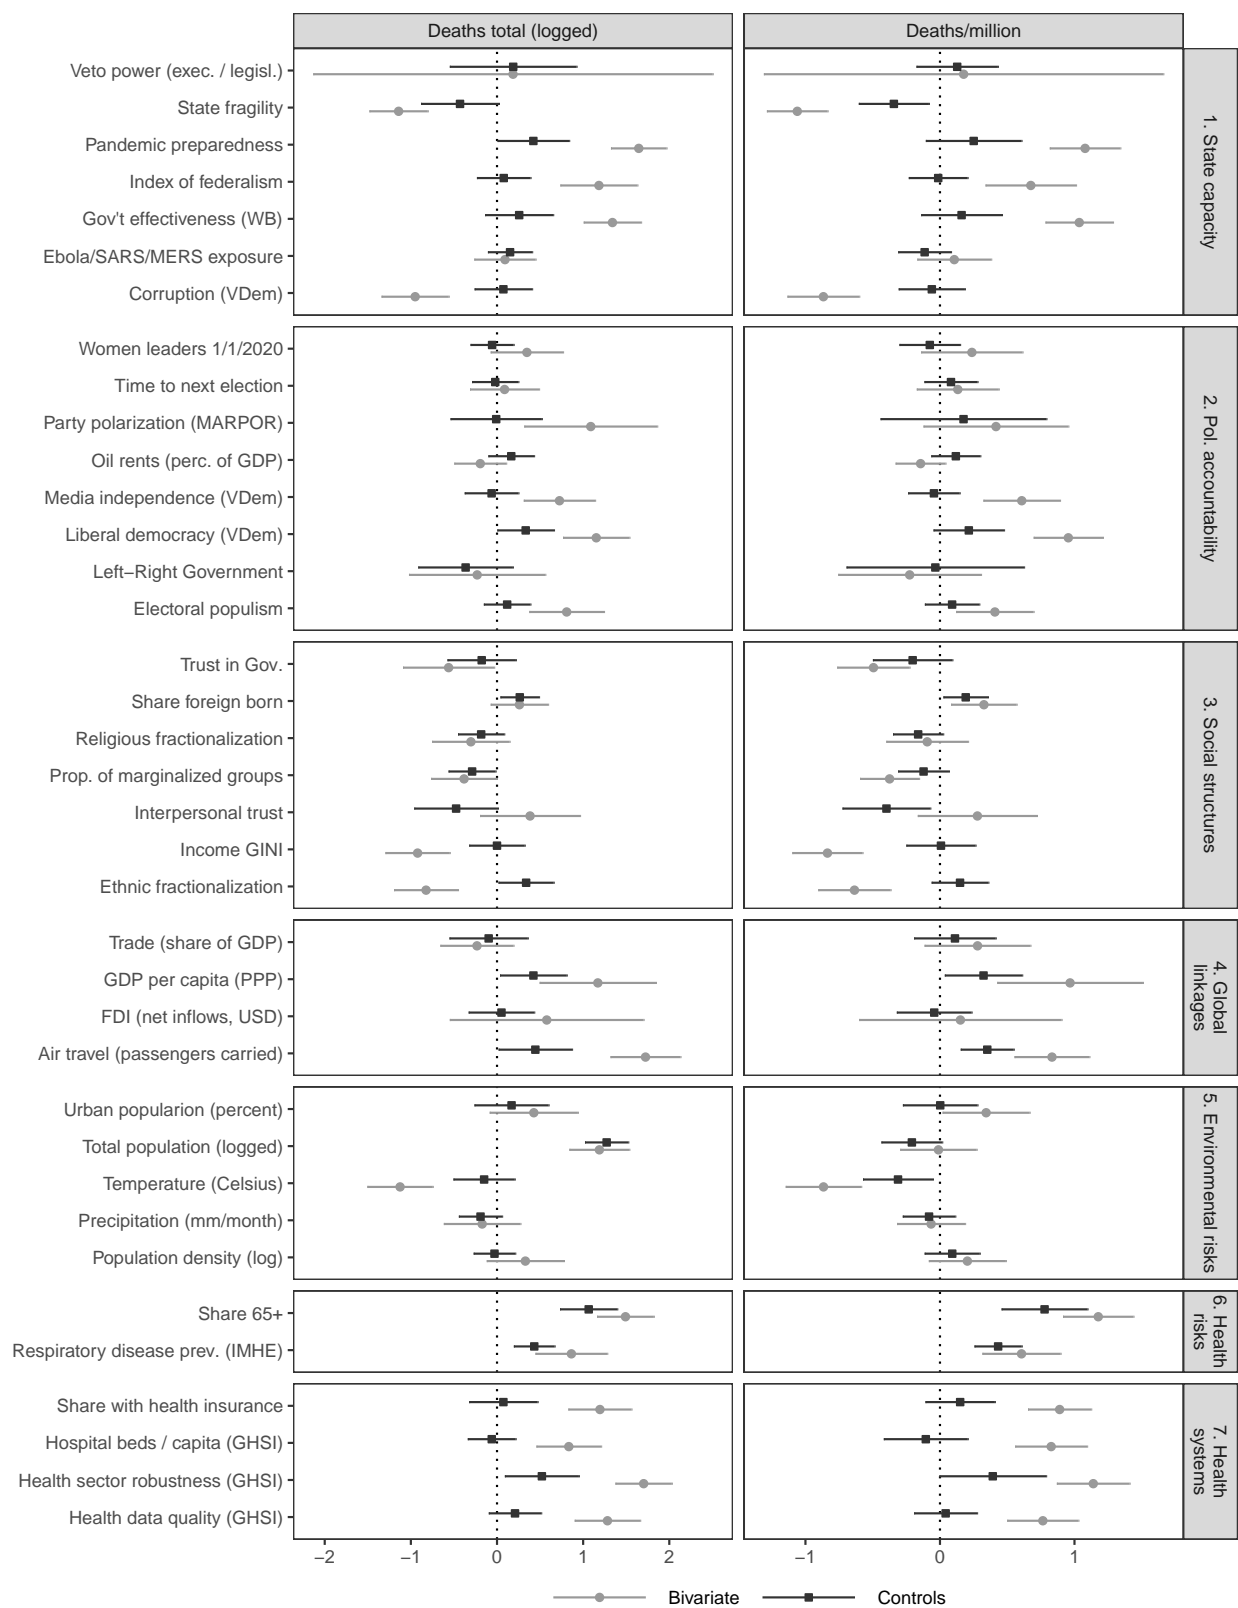 Deaths total (logged)
Deaths/million
Veto power (exec. / legisl.)
State fragility
Pandemic preparedness
Index of federalism
Gov't effectiveness (WB)
Ebola/SARS/MERS exposure
Corruption (VDem)
1. State capacity
Women leaders 1/1/2020
Time to next election
Party polarization (MARPOR)
Oil rents (perc. of GDP)
Media independence (VDem)
Liberal democracy (VDem)
Left−Right Government
Electoral populism
2. Pol. accountability
Trust in Gov.
Share foreign born
Religious fractionalization
Prop. of marginalized groups
Interpersonal trust
Income GINI
Ethnic fractionalization
3. Social structures
Trade (share of GDP)
GDP per capita (PPP)
FDI (net inflows, USD)
Air travel (passengers carried)
4. Global
linkages
Urban popularion (percent)
Total population (logged)
Temperature (Celsius)
Precipitation (mm/month)
Population density (log)
5. Environmental risks
Share 65+
Respiratory disease prev. (IMHE)
6. Health
risks
Share with health insurance
Hospital beds / capita (GHSI)
Health sector robustness (GHSI)
Health data quality (GHSI)
7. Health
systems
−2 −1 0 1 2
−1 0 1
Bivariate Controls